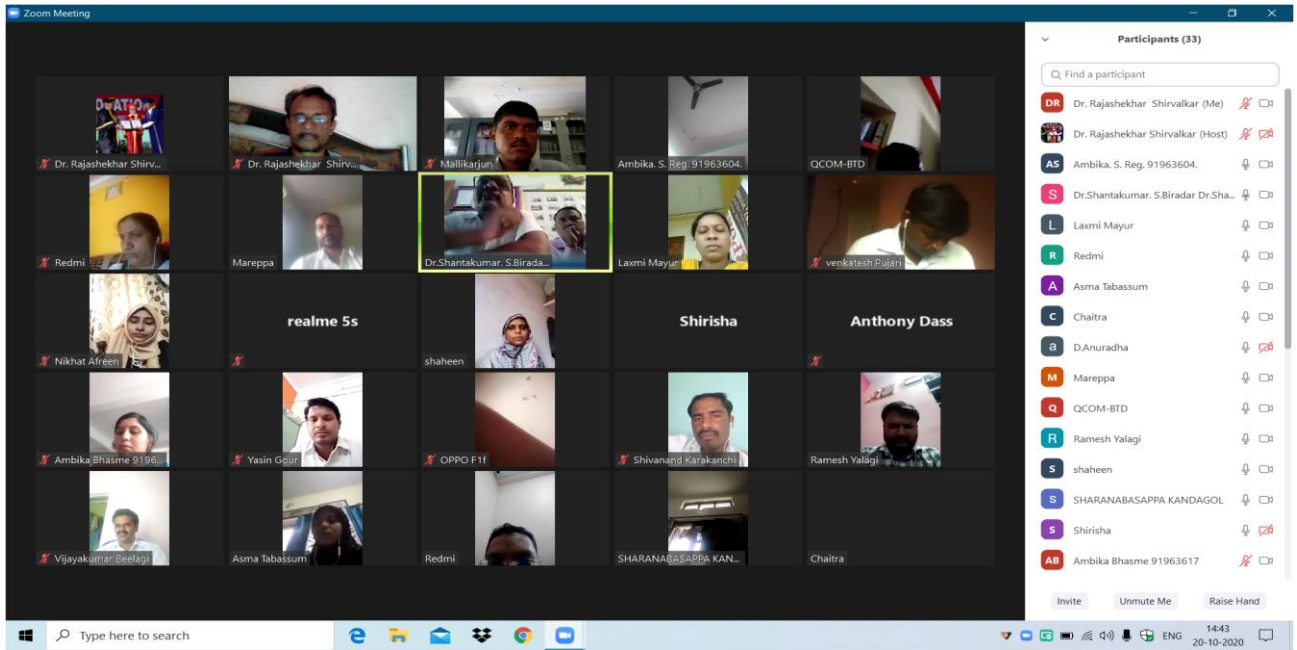 Zoom Meeting
Dr. Rajashekhar Shirv...
Dr. Rajashekhar Shirv...
Mallikarjun
Ambika. S. Reg. 91963604.
QCOM-BTD
Redmi
Mareppa
Dr.Shantakumar. S.Birada...
Laxmi Mayur
venkatesh.Pujari
Nikhat Afreen
realme 5s
shaheen
Shirisha
Anthony Dass
Ambika Bhasme 9196...
Yasin Gour
OPPO F1f
Shivanand Karakanchi
Ramesh Yalagi
Vijayakumar Beelagi
Asma Tabassum
Redmi
SHARANABASAPPA KAN...
Chaitra
Participants (33)
Find a participant
DR Dr. Rajashekhar Shirvalkar (Me)
Dr. Rajashekhar Shirvalkar (Host)
AS Ambika. S. Reg. 91963604.
S Dr.Shantakumar. S.Biradar Dr.Sha...
L Laxmi Mayur
R Redmi
A Asma Tabassum
C Chaitra
a D.Anuradha
M Mareppa
Q QCOM-BTD
R Ramesh Yalagi
s shaheen
S SHARANABASAPPA KANDAGOL
s Shirisha
AB Ambika Bhasme 91963617
Invite Unmute Me Raise Hand
Type here to search
ENG
14:43
20-10-2020